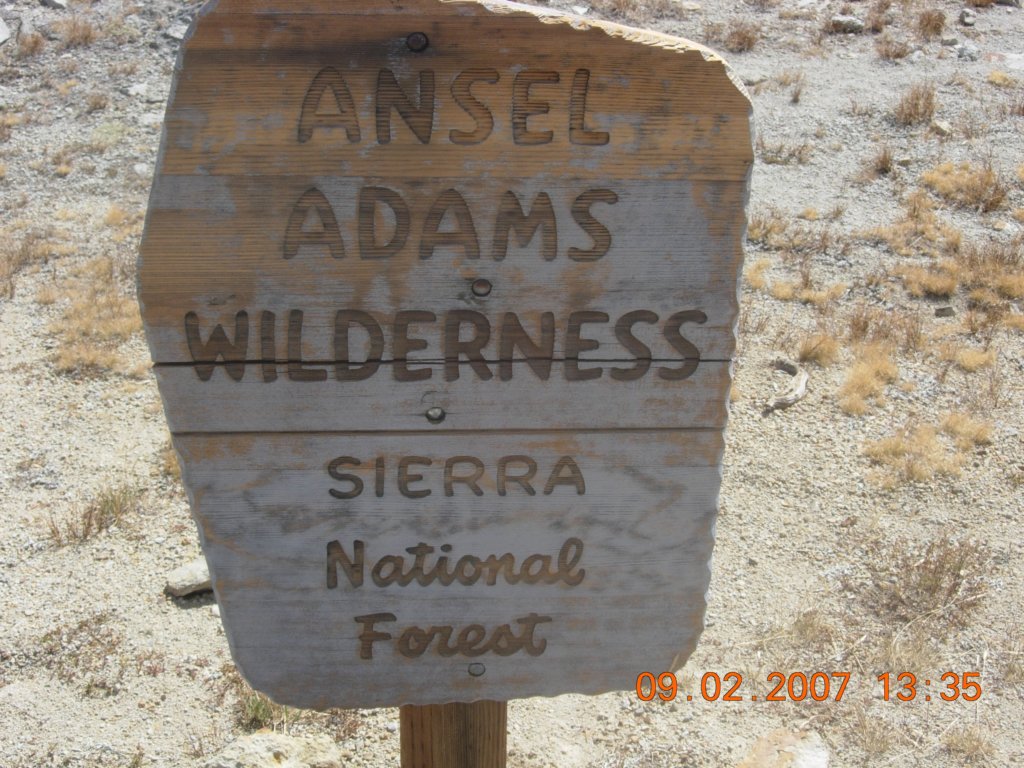 ANSEL
ADAMS
WILDERNESS
SIERRA
National
Forest
09.02.2007 13:35